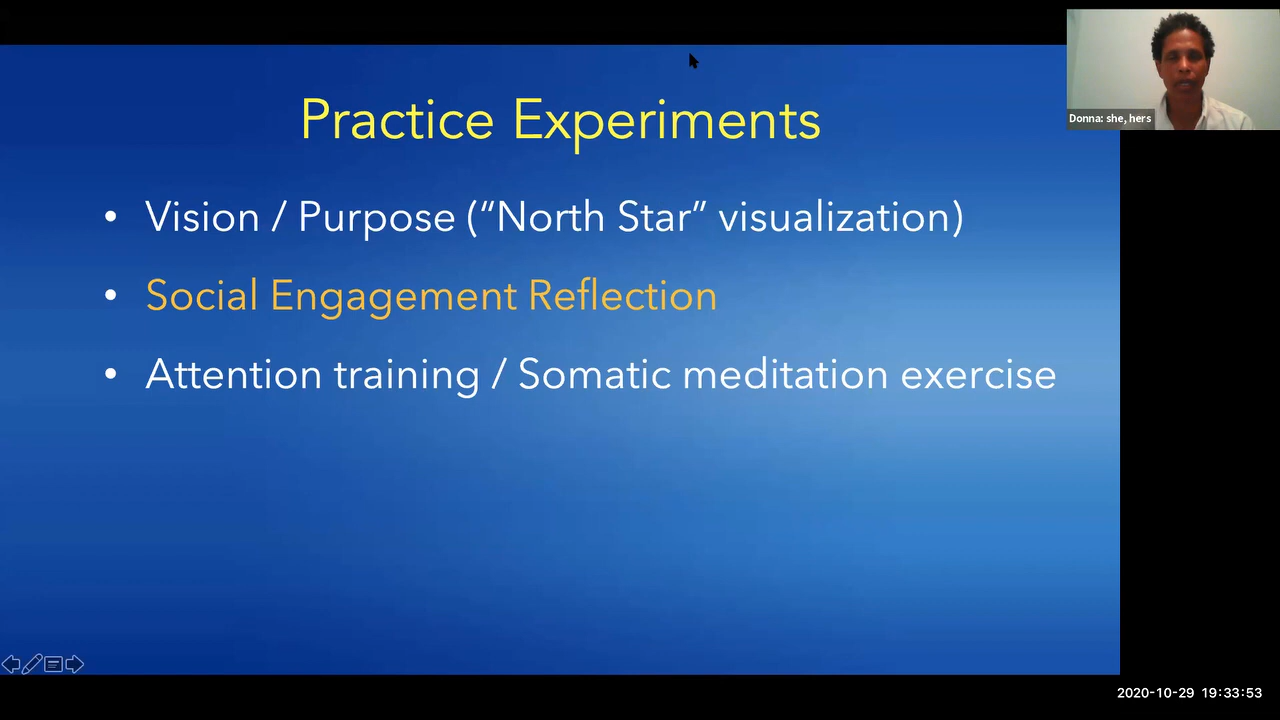 Practice Experiments
• Vision / Purpose (“North Star” visualization)
• Social Engagement Reflection
• Attention training / Somatic meditation exercise
Donna: she, hers
2020-10-29 19:33:53